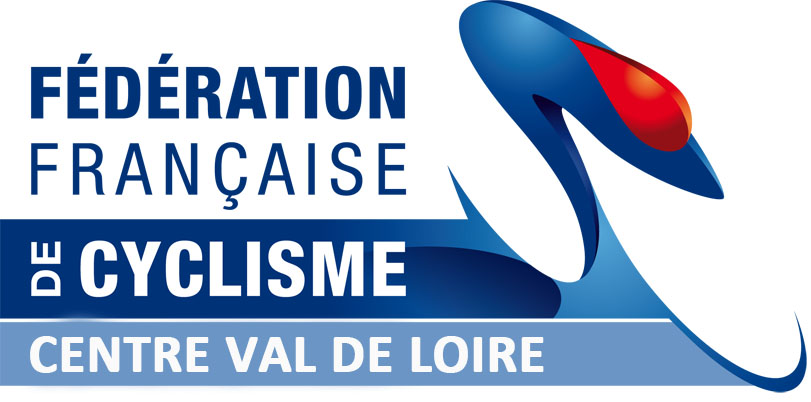 FÉDÉRATION
FRANÇAISE
DE CYCLISME
CENTRE VAL DE LOIRE